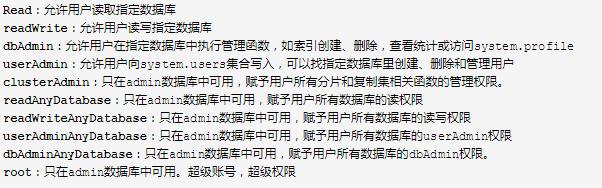 Read：允许用户读取指定数据库
readWrite：允许用户读写指定数据库
dbAdmin：允许用户在指定数据库中执行管理函数，如索引创建、删除，查看统计或访问system.profile
userAdmin：允许用户向system.users集合写入，可以找指定数据库里创建、删除和管理用户
clusterAdmin：只在admin数据库中可用，赋予用户所有分片和复制集相关函数的管理权限。
readAnyDatabase：只在admin数据库中可用，赋予用户所有数据库的读权限
readWriteAnyDatabase：只在admin数据库中可用，赋予用户所有数据库的读写权限
userAdminAnyDatabase：只在admin数据库中可用，赋予用户所有数据库的userAdmin权限
dbAdminAnyDatabase：只在admin数据库中可用，赋予用户所有数据库的dbAdmin权限。
root：只在admin数据库中可用。超级账号，超级权限